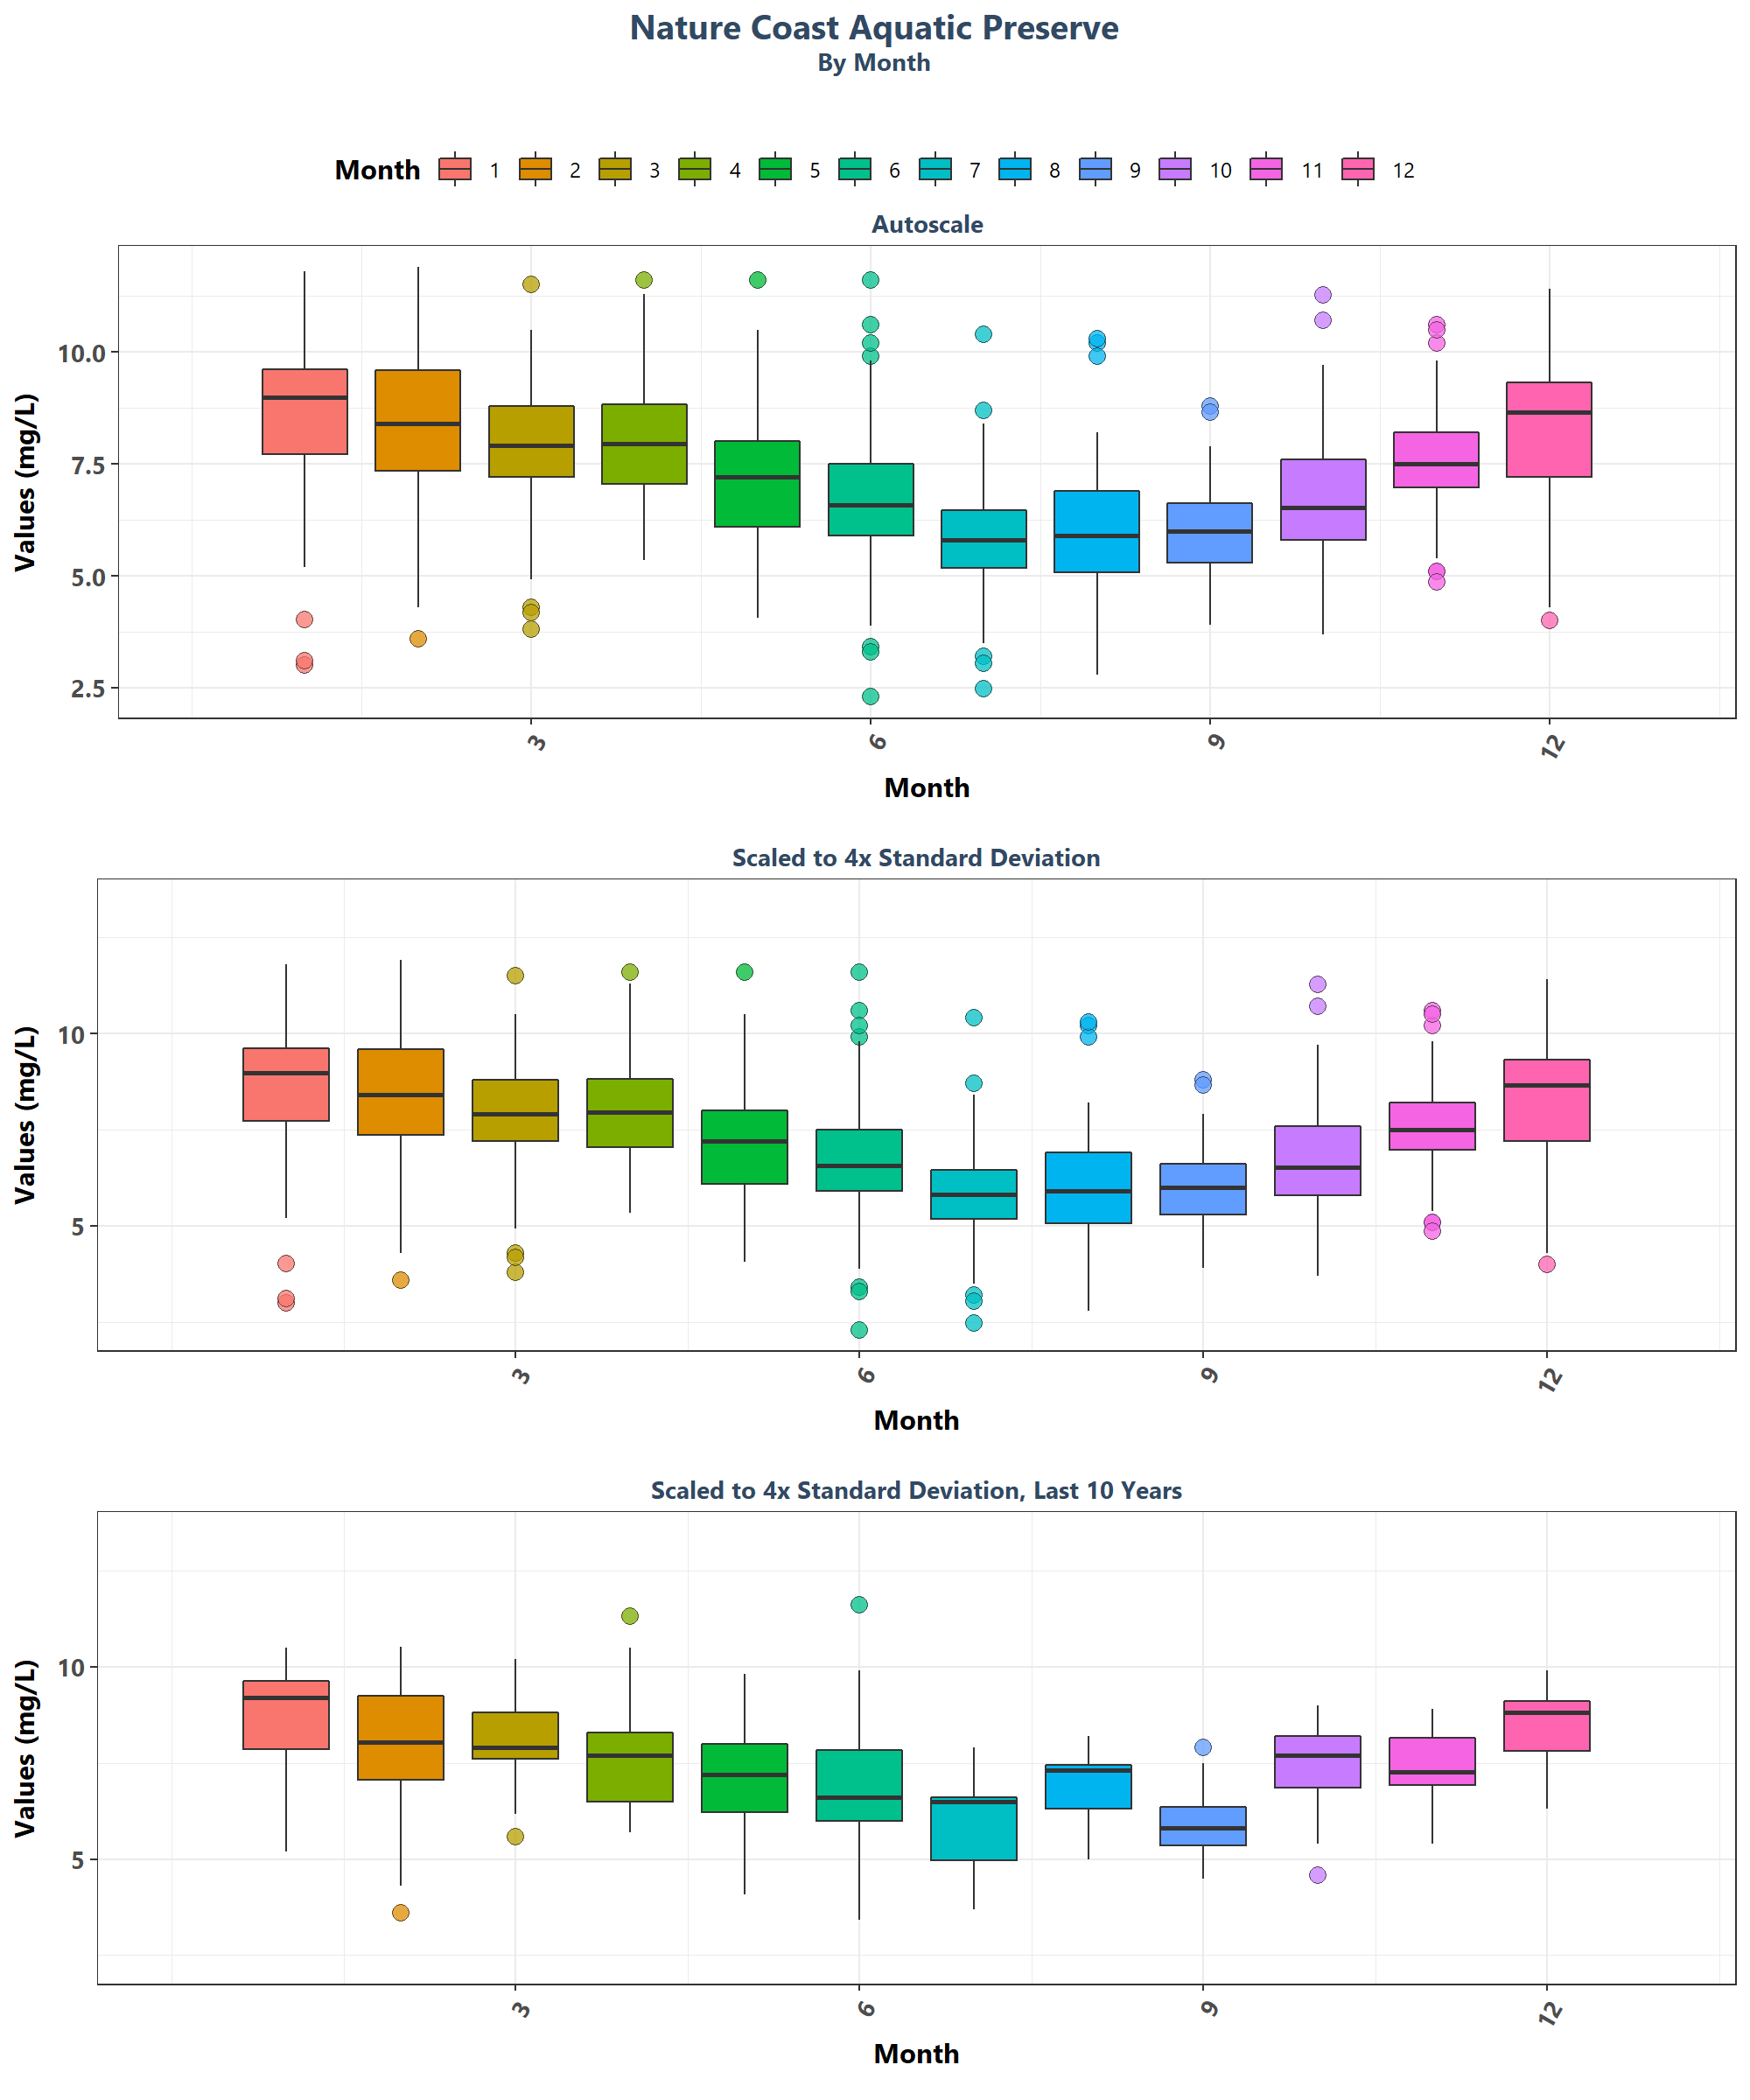 Nature Coast Aquatic Preserve
By Month
Month 1 2 3 4 5 6 7 8 9 10 11 12
Autoscale
Values (mg/L)
10.0
7.5
5.0
2.5
3 6 9 12
Month
Scaled to 4x Standard Deviation
Values (mg/L)
10
5
3 6 9 12
Month
Scaled to 4x Standard Deviation, Last 10 Years
Values (mg/L)
10
5
3 6 9 12
Month